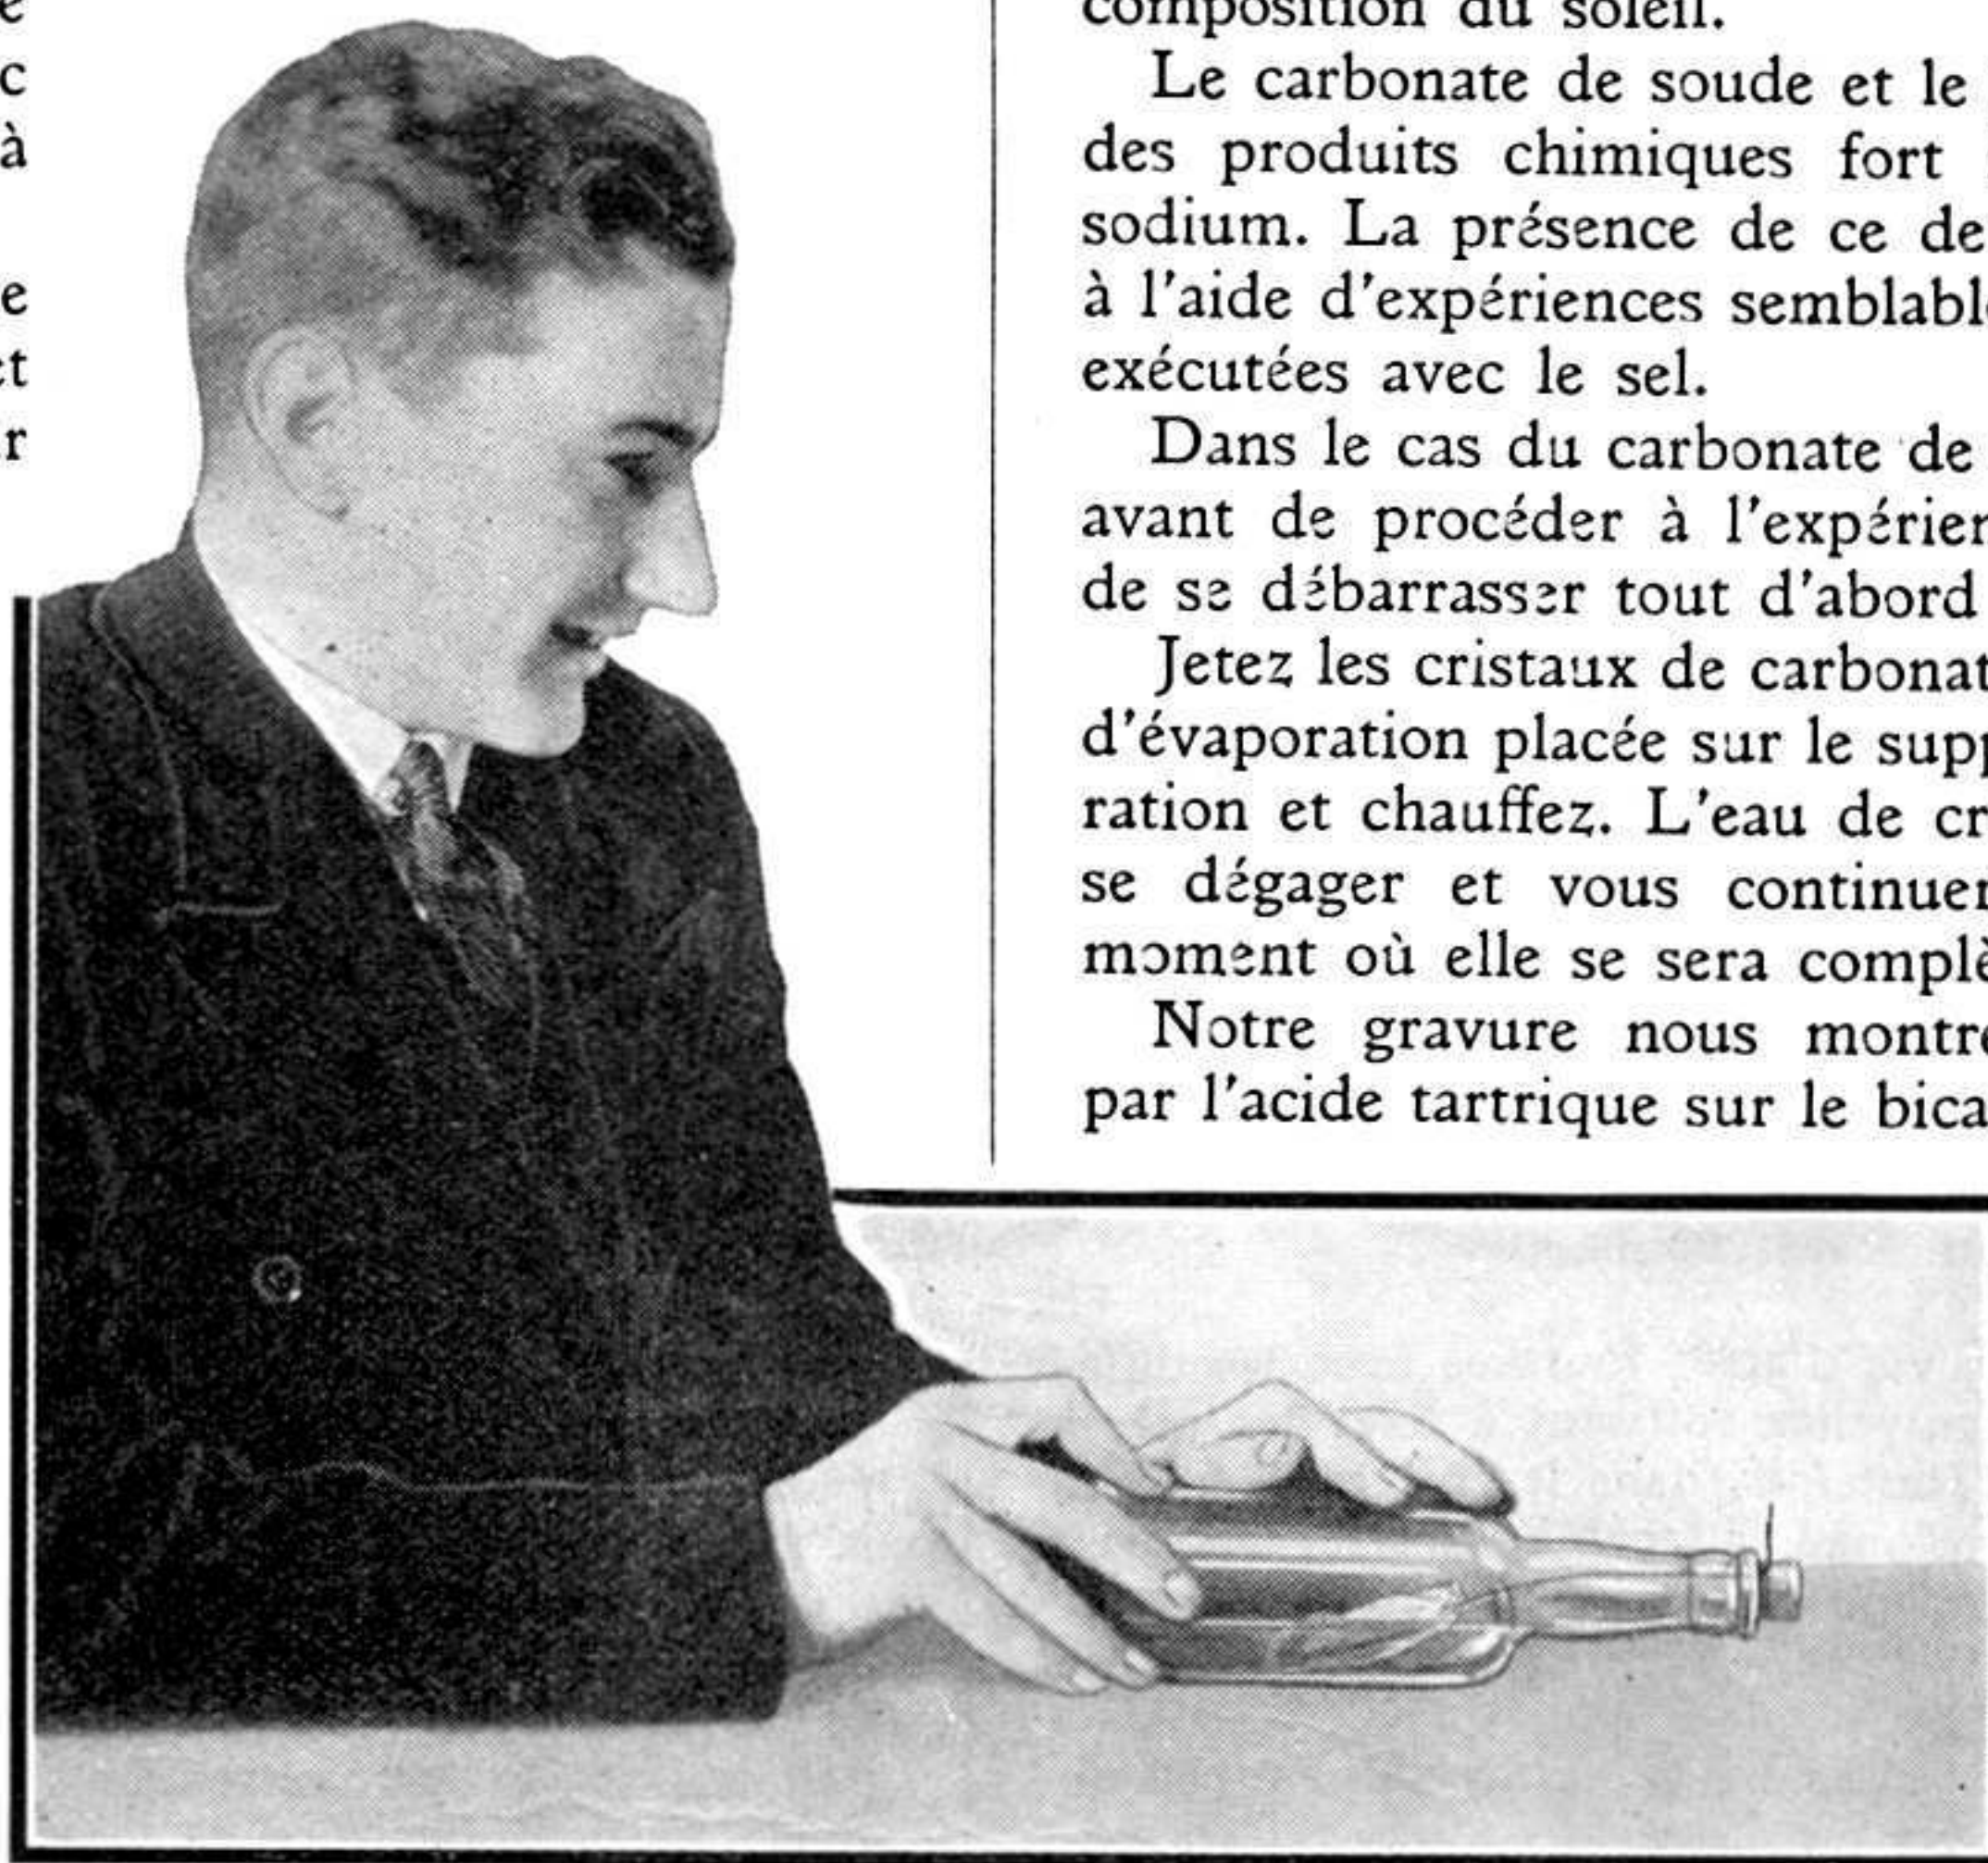 c
à
e
et
r
composition du soleil.
Le carbonate de soude et le
des produits chimiques fort
sodium. La présence de ce de
à l'aide d'expériences semblabl
exécutées avec le sel.
Dans le cas du carbonate de
avant de procéder à l'expérien
de se débarrasser tout d'abord
Jetez les cristaux de carbonat
d'évaporation placée sur le supp
ration et chauffez. L'eau de cr
se dégager et vous continuer
moment où elle se sera complè
Notre gravure nous montre
par l'acide tartrique sur le bica